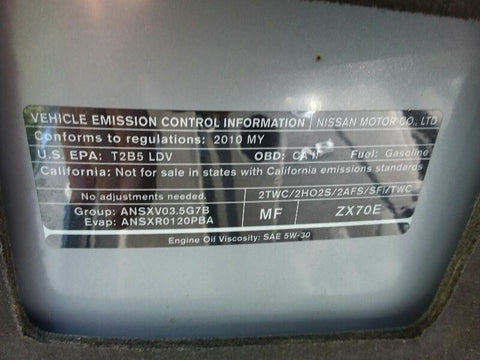 VEHICLE EMISSION CONTROL INFORMATION NISSAN MOTOR CO., LTD
Conforms to regulations: 2010 MY
U.S. EPA: T2B5 LDV OBD: CA II Fuel: Gasoline
California: Not for sale in states with California emissions standards
No adjustments needed. 2TWC/2HO2S/2AFS/SFI/TWC
Group: ANSXV03.5G7B MF ZX70E
Evap: ANSXR0120PBA
Engine Oil Viscosity: SAE 5W-30